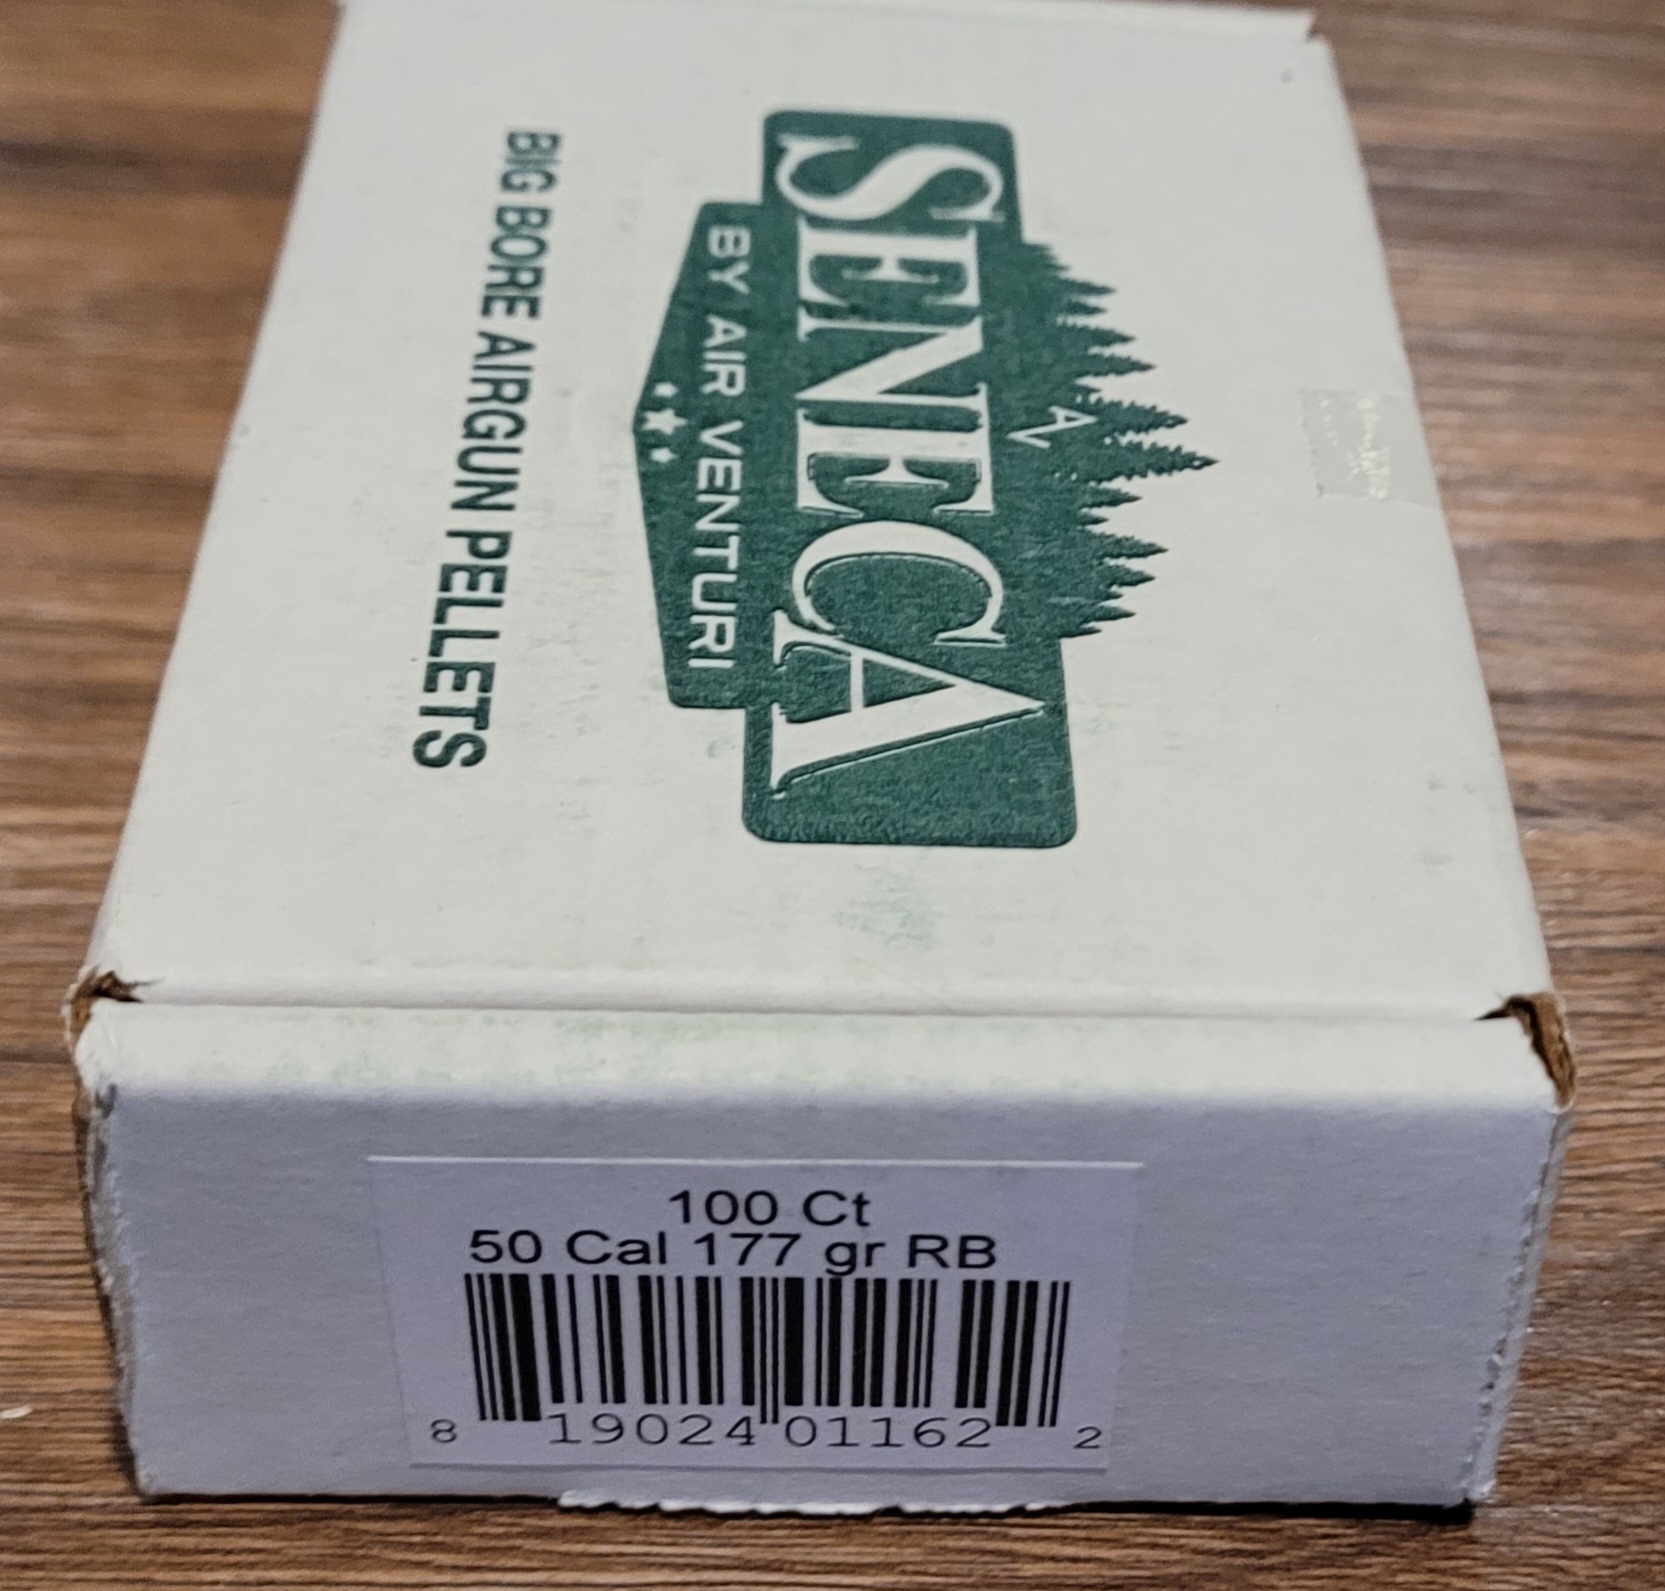 SENECA
BY AIR VENTURI
BIG BORE AIRGUN PELLETS
100 Ct
50 Cal 177 gr RB
8 19024 01162 2